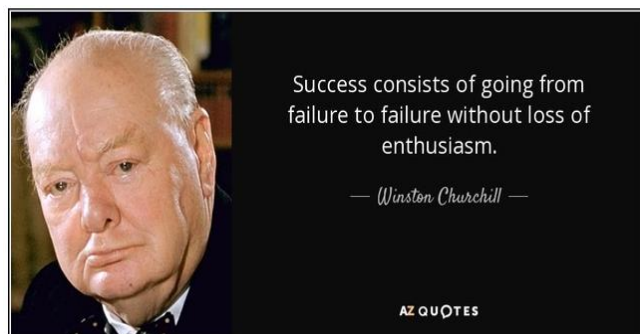 Success consists of going from
failure to failure without loss of
enthusiasm.
— Winston Churchill —
AZ QUOTES